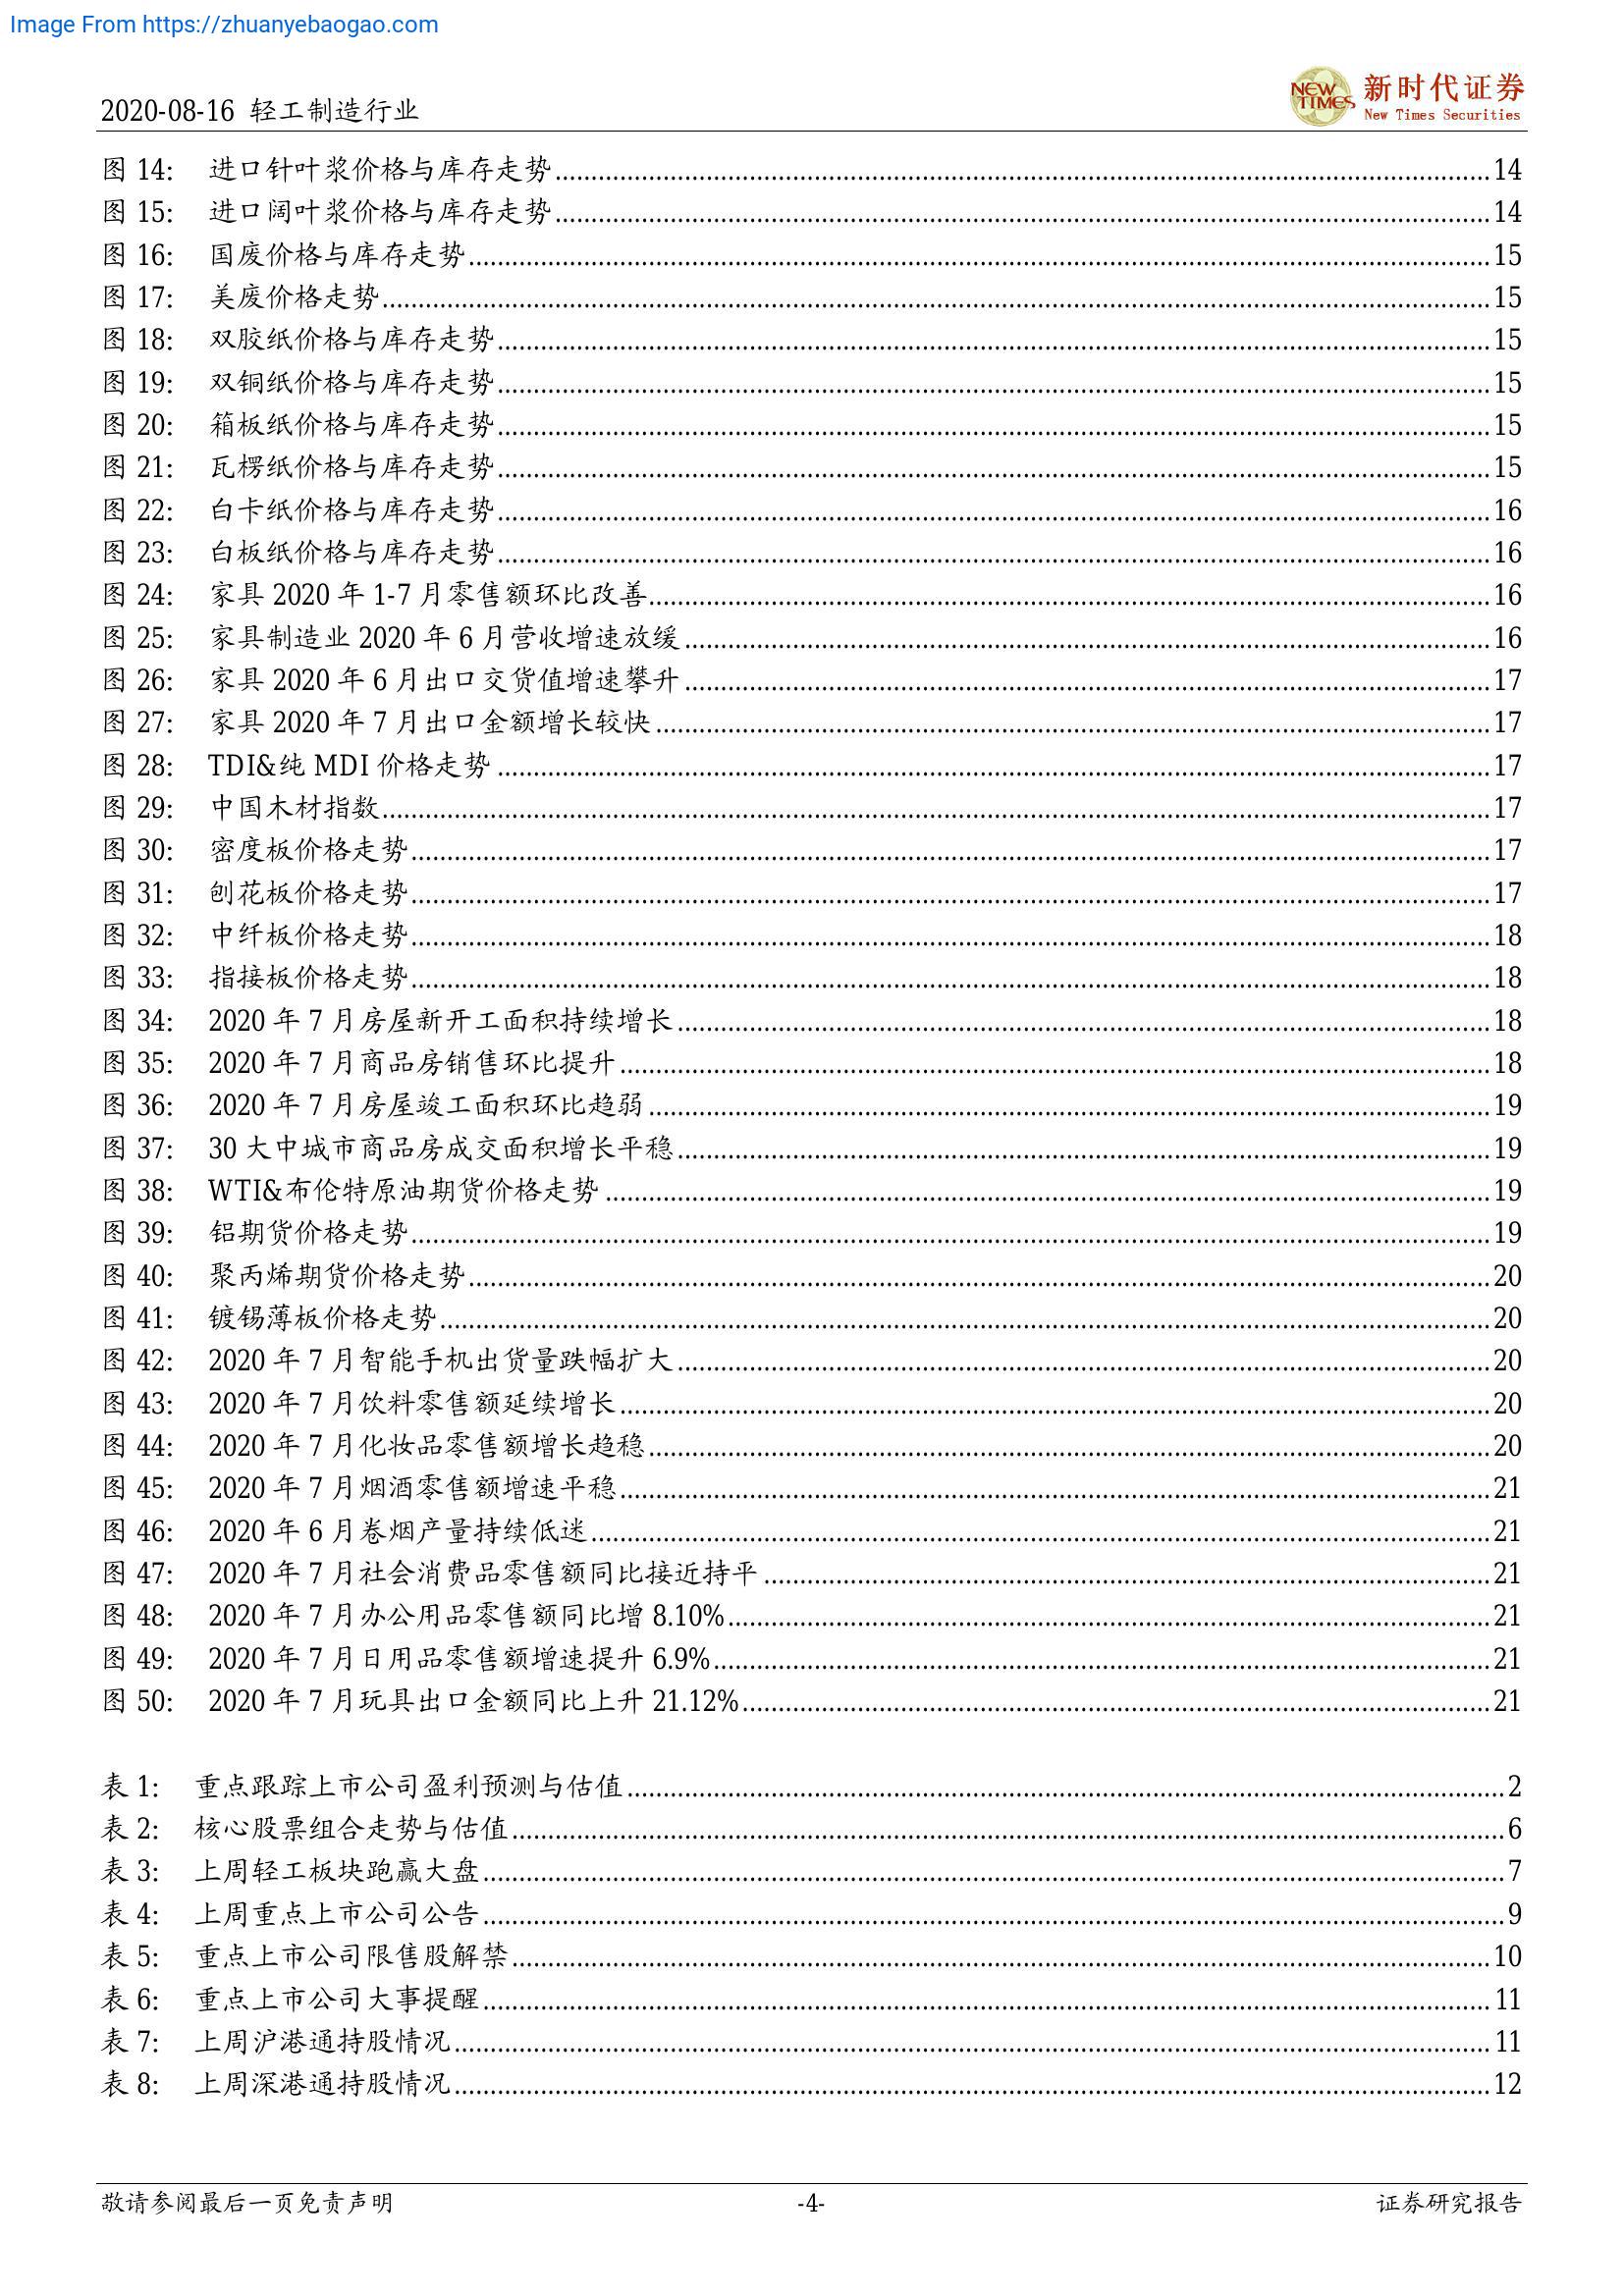 Image From https://zhuanyebaogao.com
2020-08-16 轻工制造行业
NEW TIMES 新时代证券
New Times Securities
图 14: 进口针叶浆价格与库存走势 14
图 15: 进口阔叶浆价格与库存走势 14
图 16: 国废价格与库存走势 15
图 17: 美废价格走势 15
图 18: 双胶纸价格与库存走势 15
图 19: 双铜纸价格与库存走势 15
图 20: 箱板纸价格与库存走势 15
图 21: 瓦楞纸价格与库存走势 15
图 22: 白卡纸价格与库存走势 16
图 23: 白板纸价格与库存走势 16
图 24: 家具 2020 年 1-7 月零售额环比改善 16
图 25: 家具制造业 2020 年 6 月营收增速放缓 16
图 26: 家具 2020 年 6 月出口交货值增速攀升 17
图 27: 家具 2020 年 7 月出口金额增长较快 17
图 28: TDI&纯 MDI 价格走势 17
图 29: 中国木材指数 17
图 30: 密度板价格走势 17
图 31: 刨花板价格走势 17
图 32: 中纤板价格走势 18
图 33: 指接板价格走势 18
图 34: 2020 年 7 月房屋新开工面积持续增长 18
图 35: 2020 年 7 月商品房销售环比提升 18
图 36: 2020 年 7 月房屋竣工面积环比趋弱 19
图 37: 30 大中城市商品房成交面积增长平稳 19
图 38: WTI&布伦特原油期货价格走势 19
图 39: 铝期货价格走势 19
图 40: 聚丙烯期货价格走势 20
图 41: 镀锡薄板价格走势 20
图 42: 2020 年 7 月智能手机出货量跌幅扩大 20
图 43: 2020 年 7 月饮料零售额延续增长 20
图 44: 2020 年 7 月化妆品零售额增长趋稳 20
图 45: 2020 年 7 月烟酒零售额增速平稳 21
图 46: 2020 年 6 月卷烟产量持续低迷 21
图 47: 2020 年 7 月社会消费品零售额同比接近持平 21
图 48: 2020 年 7 月办公用品零售额同比增 8.10% 21
图 49: 2020 年 7 月日用品零售额增速提升 6.9% 21
图 50: 2020 年 7 月玩具出口金额同比上升 21.12% 21
表 1: 重点跟踪上市公司盈利预测与估值 2
表 2: 核心股票组合走势与估值 6
表 3: 上周轻工板块跑赢大盘 7
表 4: 上周重点上市公司公告 9
表 5: 重点上市公司限售股解禁 10
表 6: 重点上市公司大事提醒 11
表 7: 上周沪港通持股情况 11
表 8: 上周深港通持股情况 12
敬请参阅最后一页免责声明 -4- 证券研究报告